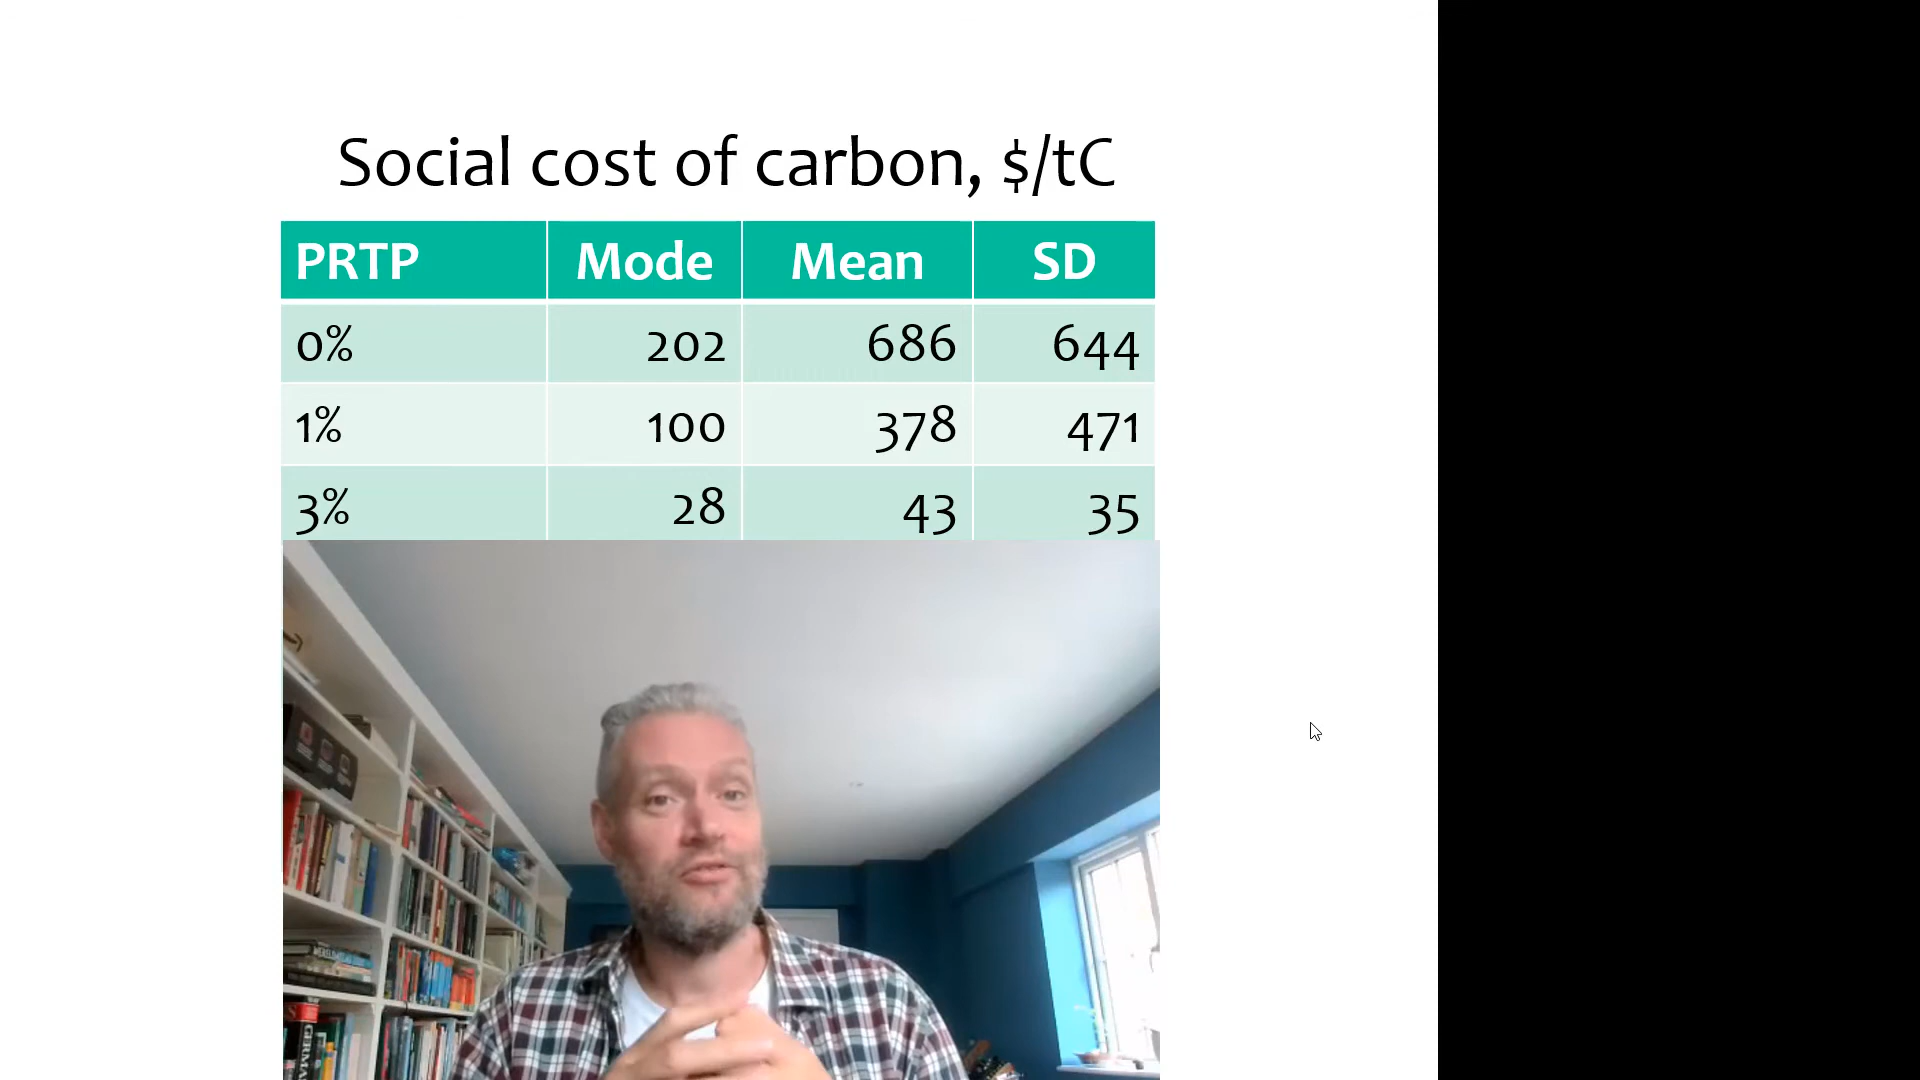 Social cost of carbon, $/tC
PRTP Mode Mean SD
0% 202 686 644
1% 100 378 471
3% 28 43 35